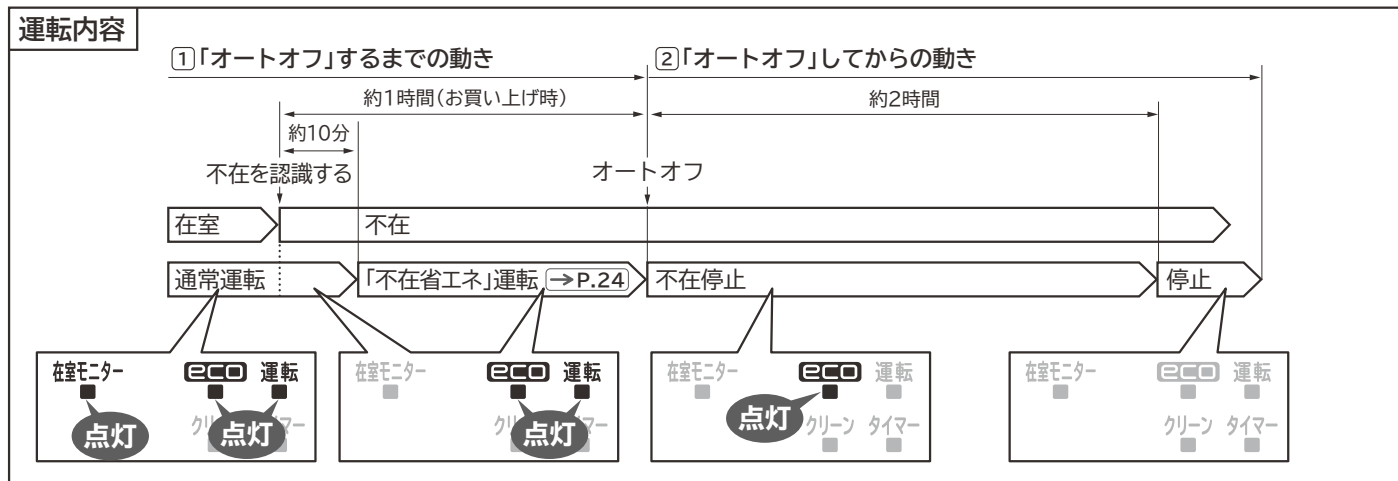 運転内容
1「オートオフ」するまでの動き
2「オートオフ」してからの動き
約1時間(お買い上げ時)
約2時間
約10分
不在を認識する
オートオフ
在室
不在
通常運転
「不在省エネ」運転 →P.24
不在停止
停止
在室モニター eco 運転
点灯 点灯
在室モニター eco 運転
点灯
在室モニター eco 運転
点灯 クリーン タイマー
在室モニター eco 運転
クリーン タイマー